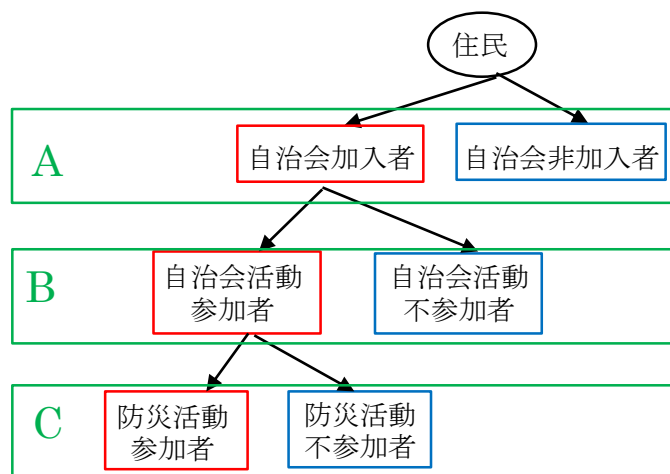 住民
A
自治会加入者
自治会非加入者
B
自治会活動
参加者
自治会活動
不参加者
C
防災活動
参加者
防災活動
不参加者